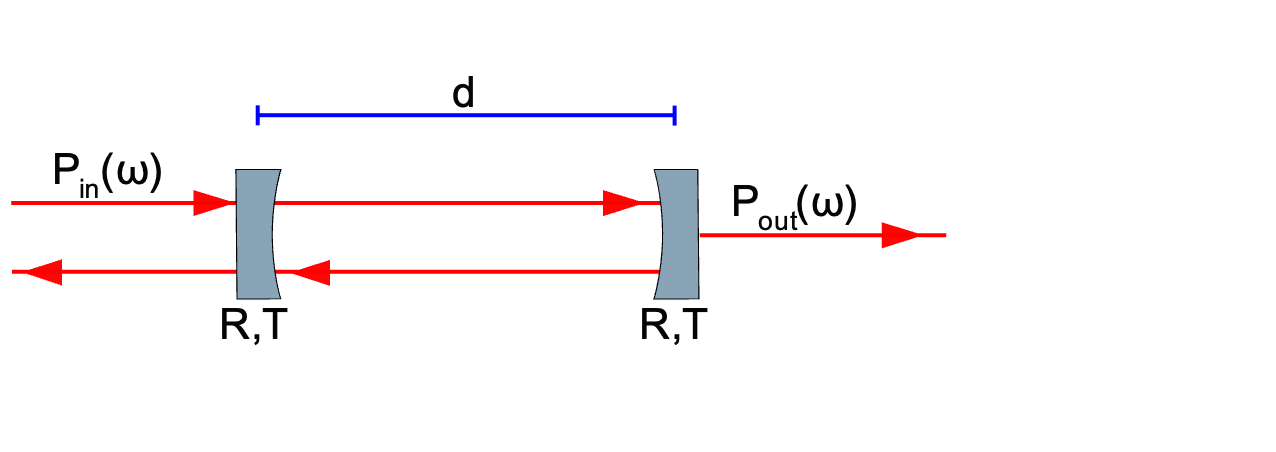 d
P_in(ω)
P_out(ω)
R,T
R,T